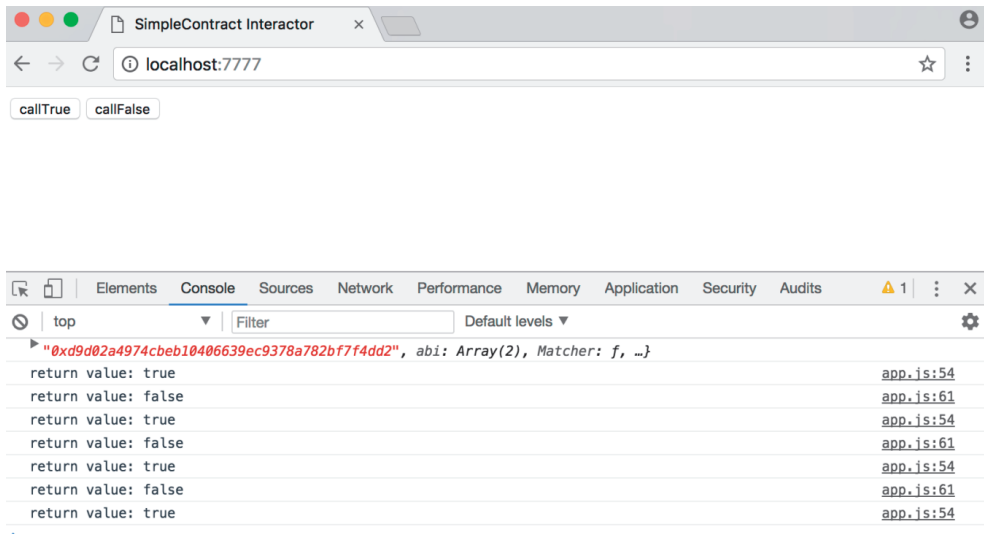 SimpleContract Interactor
localhost:7777
callTrue callFalse
Elements Console Sources Network Performance Memory Application Security Audits 1
top Filter Default levels
"0xd9d02a4974cbeb10406639ec9378a782bf7f4dd2", abi: Array(2), Matcher: ƒ, …}
return value: true app.js:54
return value: false app.js:61
return value: true app.js:54
return value: false app.js:61
return value: true app.js:54
return value: false app.js:61
return value: true app.js:54